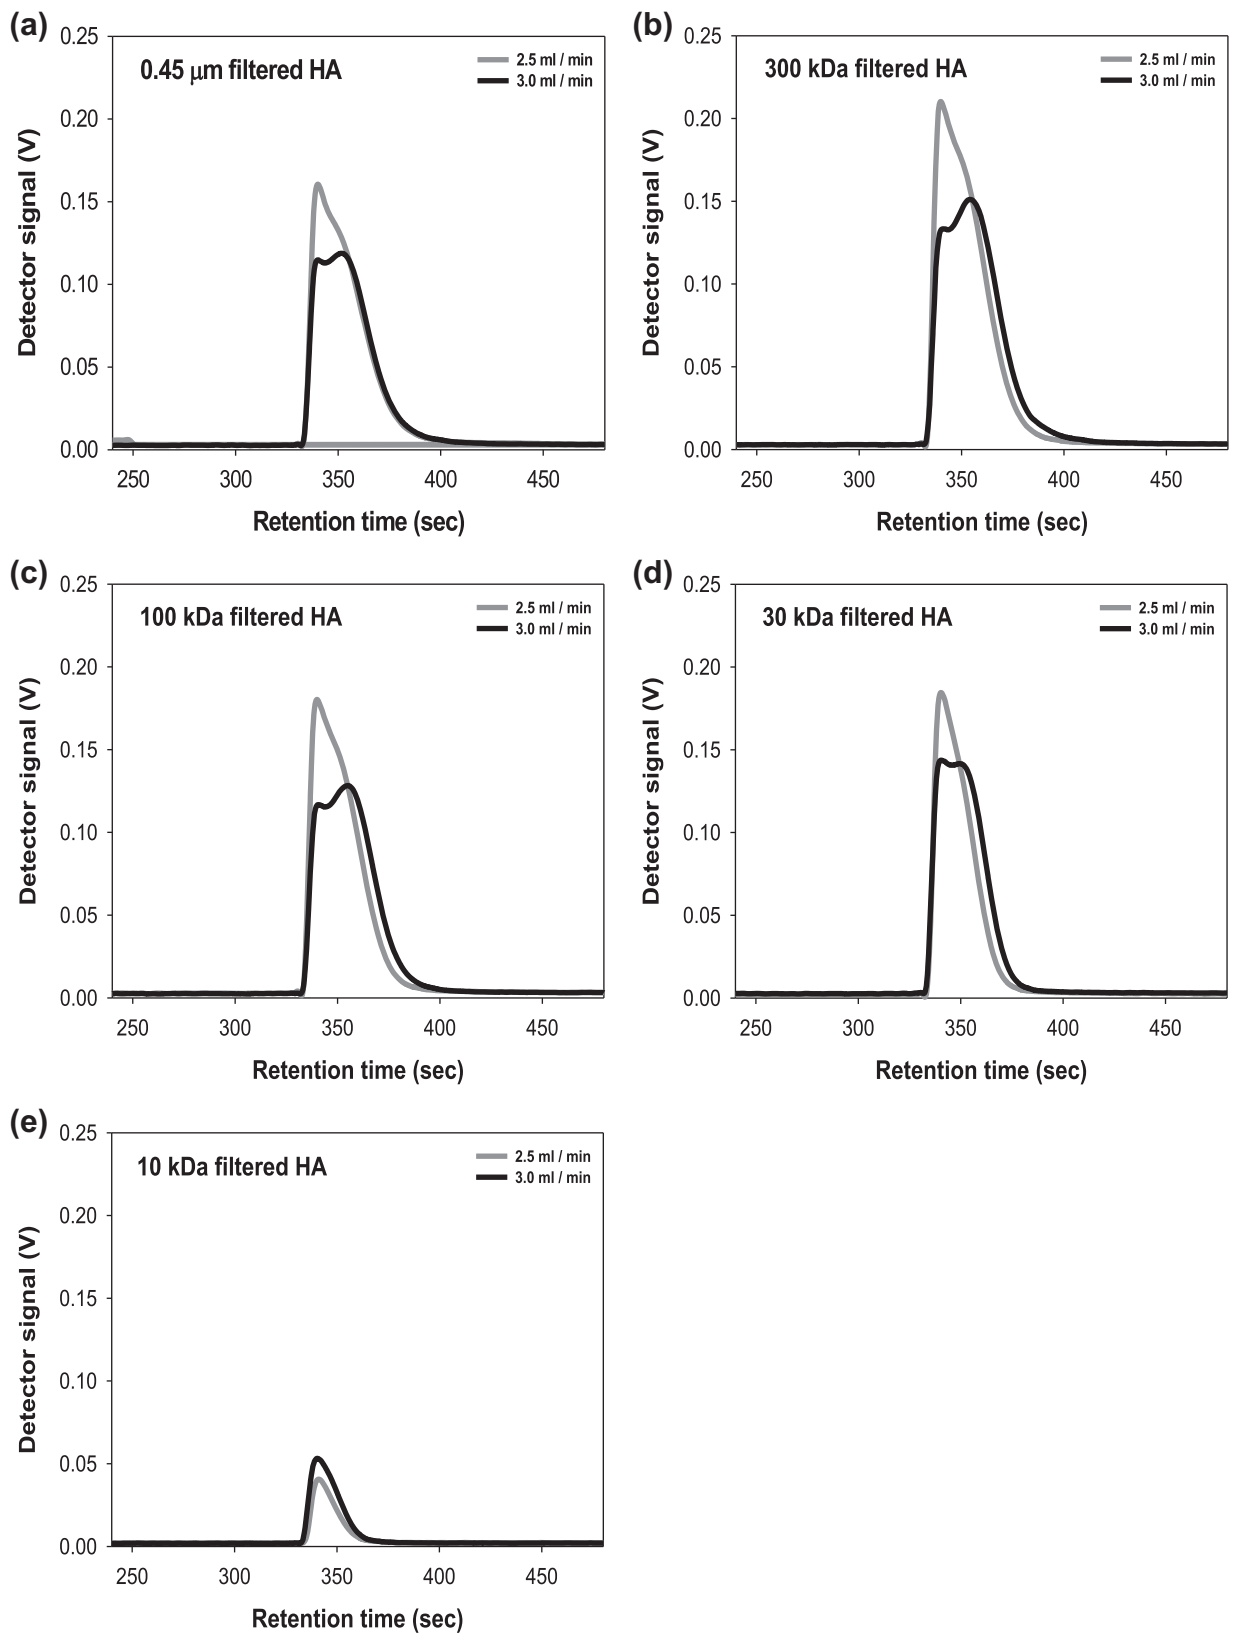 (a)
0.25
0.20
0.15
0.10
0.05
0.00
Detector signal (V)
0.45 μm filtered HA
2.5 ml / min
3.0 ml / min
250 300 350 400 450
Retention time (sec)
(b)
0.25
0.20
0.15
0.10
0.05
0.00
Detector signal (V)
300 kDa filtered HA
2.5 ml / min
3.0 ml / min
250 300 350 400 450
Retention time (sec)
(c)
0.25
0.20
0.15
0.10
0.05
0.00
Detector signal (V)
100 kDa filtered HA
2.5 ml / min
3.0 ml / min
250 300 350 400 450
Retention time (sec)
(d)
0.25
0.20
0.15
0.10
0.05
0.00
Detector signal (V)
30 kDa filtered HA
2.5 ml / min
3.0 ml / min
250 300 350 400 450
Retention time (sec)
(e)
0.25
0.20
0.15
0.10
0.05
0.00
Detector signal (V)
10 kDa filtered HA
2.5 ml / min
3.0 ml / min
250 300 350 400 450
Retention time (sec)